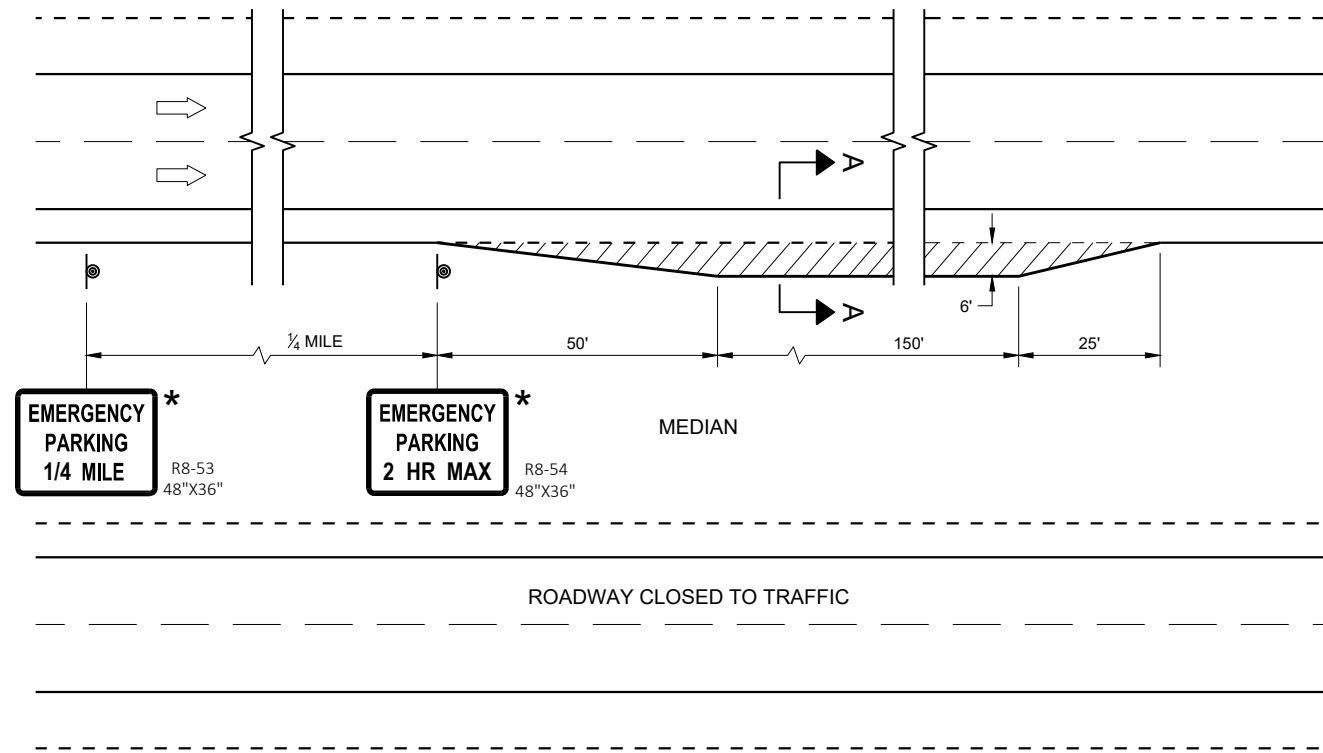 A
A
6'
1/4 MILE
50'
150'
25'
EMERGENCY
PARKING
1/4 MILE
*
R8-53
48"X36"
EMERGENCY
PARKING
2 HR MAX
*
R8-54
48"X36"
MEDIAN
ROADWAY CLOSED TO TRAFFIC